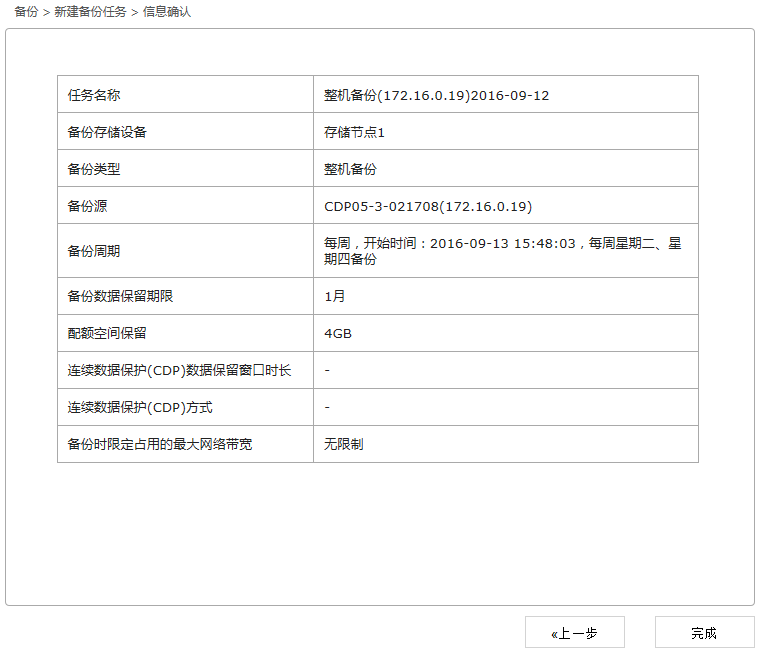 备份 > 新建备份任务 > 信息确认
任务名称
整机备份(172.16.0.19)2016-09-12
备份存储设备
存储节点1
备份类型
整机备份
备份源
CDP05-3-021708(172.16.0.19)
备份周期
每周，开始时间：2016-09-13 15:48:03，每周星期二、星
期四备份
备份数据保留期限
1月
配额空间保留
4GB
连续数据保护(CDP)数据保留窗口时长
-
连续数据保护(CDP)方式
-
备份时限定占用的最大网络带宽
无限制
«上一步
完成